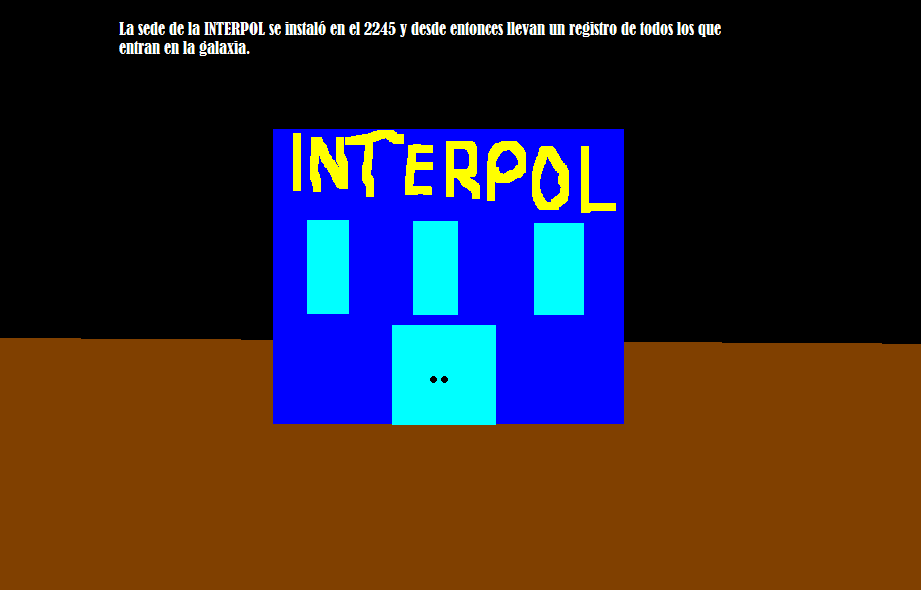 La sede de la INTERPOL se instaló en el 2245 y desde entonces llevan un registro de todos los que
entran en la galaxia.
INTERPOL